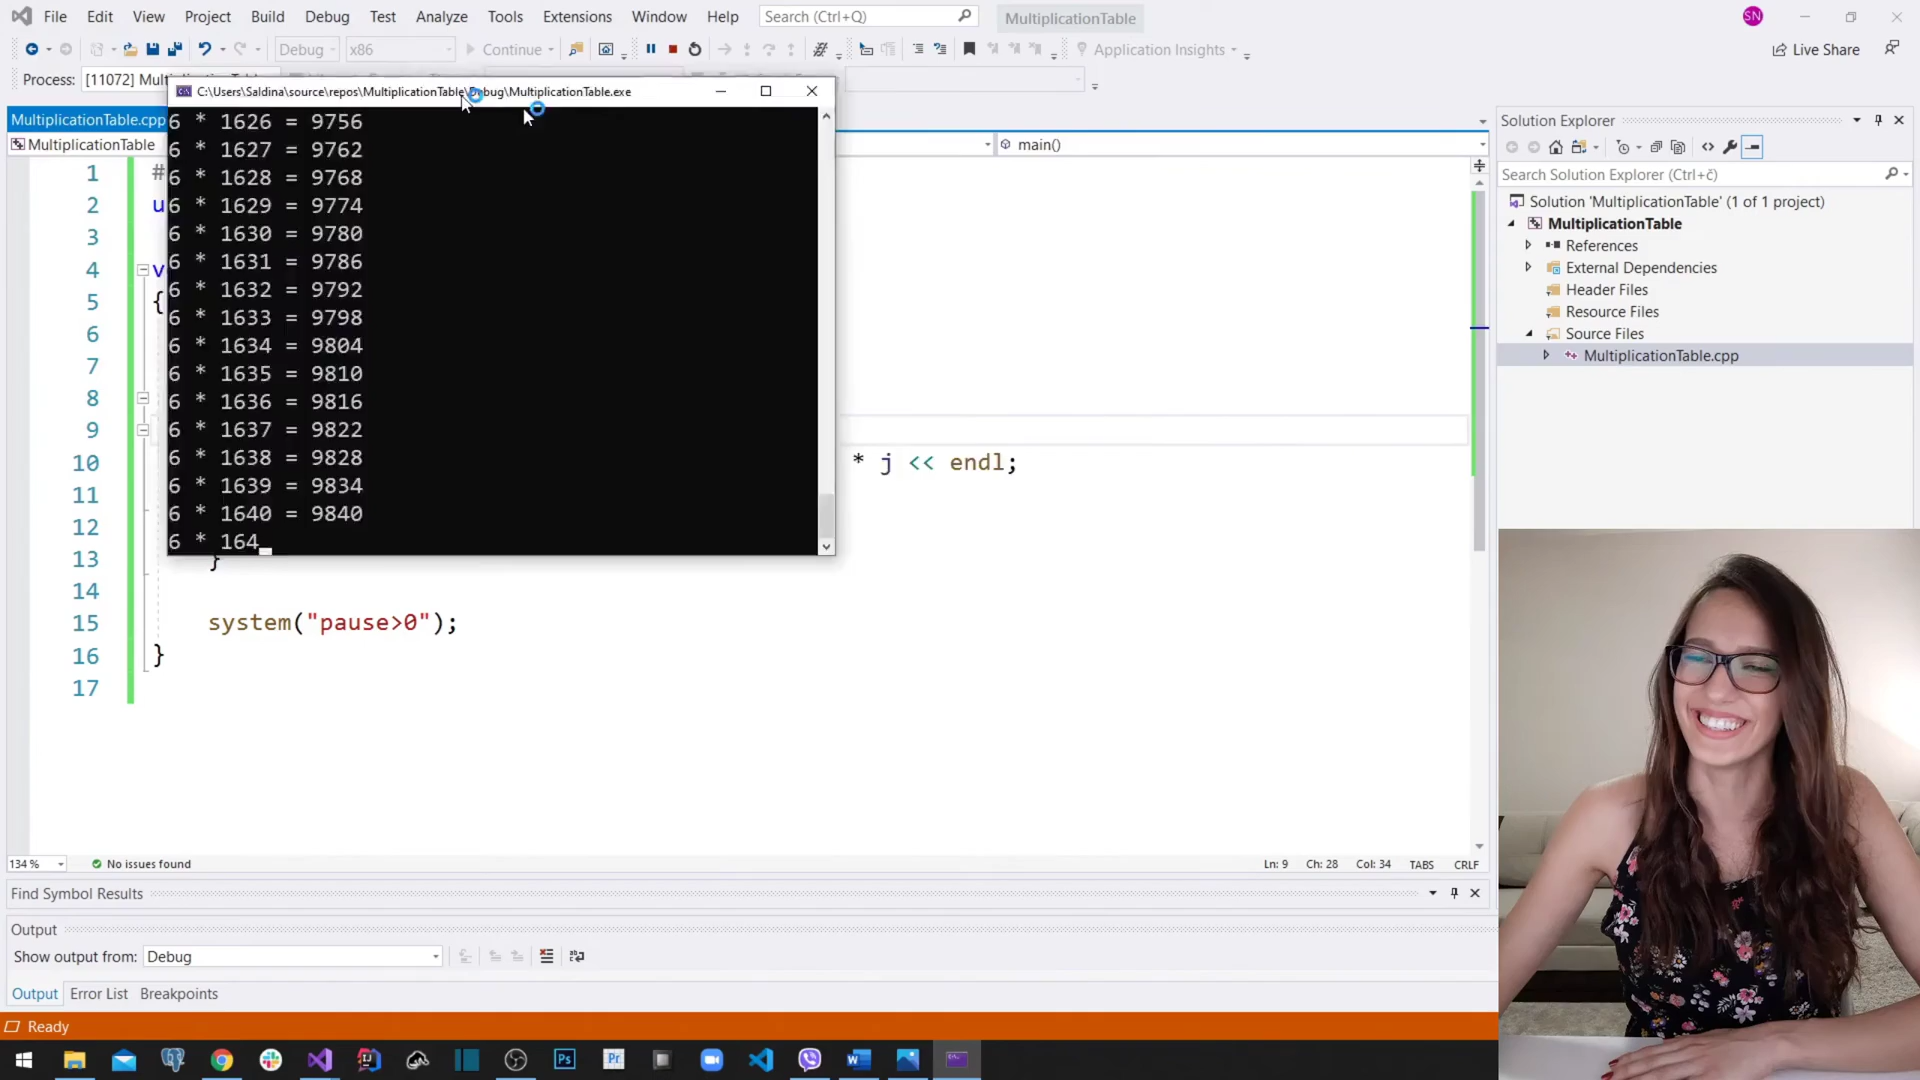 File Edit View Project Build Debug Test Analyze Tools Extensions Window Help Search (Ctrl+Q) MultiplicationTable SN
Debug x86 Continue Application Insights Live Share
Process: [11072]
C:\Users\Saldina\source\repos\MultiplicationTable\Debug\MultiplicationTable.exe
MultiplicationTable.cpp
MultiplicationTable main()
6 * 1626 = 9756
6 * 1627 = 9762
6 * 1628 = 9768
6 * 1629 = 9774
6 * 1630 = 9780
6 * 1631 = 9786
6 * 1632 = 9792
6 * 1633 = 9798
6 * 1634 = 9804
6 * 1635 = 9810
6 * 1636 = 9816
6 * 1637 = 9822
6 * 1638 = 9828
6 * 1639 = 9834
6 * 1640 = 9840
6 * 164
1 #
2 u
3
4 v
5 {
6
7
8
9
10 * j << endl;
11
12
13 }
14
15 system("pause>0");
16 }
17
134 % No issues found Ln: 9 Ch: 28 Col: 34 TABS CRLF
Find Symbol Results
Output
Show output from: Debug
Output Error List Breakpoints
Ready
Solution Explorer
Search Solution Explorer (Ctrl+č)
Solution 'MultiplicationTable' (1 of 1 project)
MultiplicationTable
References
External Dependencies
Header Files
Resource Files
Source Files
MultiplicationTable.cpp
Ps Pr